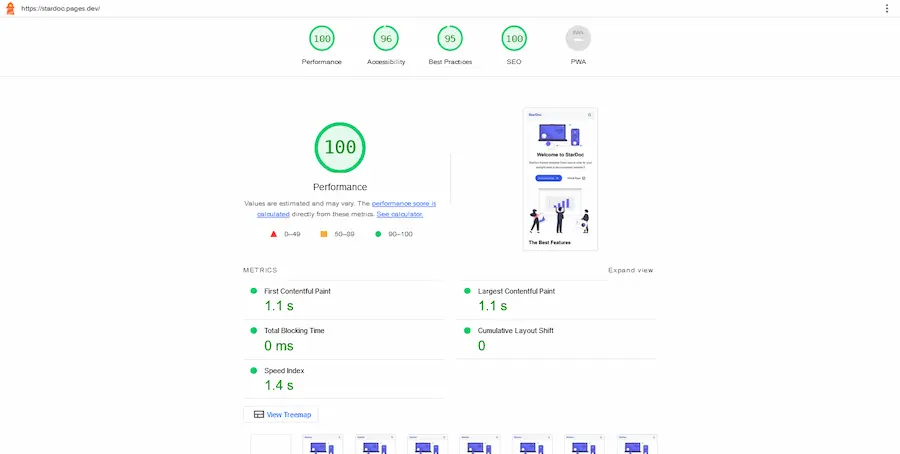 https://stardoc.pages.dev/
100
96
95
100
Performance
Accessibility
Best Practices
SEO
PWA
100
Performance
Values are estimated and may vary. The performance score is
calculated directly from these metrics. See calculator.
0–49
50–89
90–100
StarDoc
Welcome to StarDoc
The Best Features
METRICS
Expand view
First Contentful Paint
1.1 s
Largest Contentful Paint
1.1 s
Total Blocking Time
0 ms
Cumulative Layout Shift
0
Speed Index
1.4 s
View Treemap